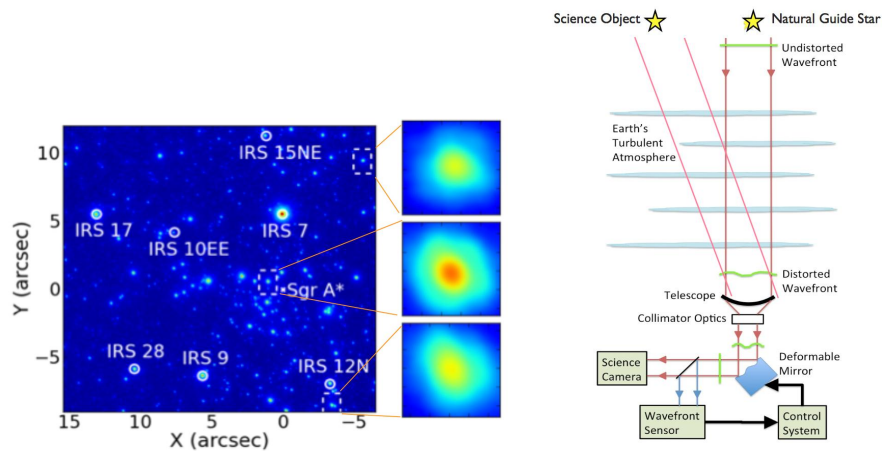 Science Object
Natural Guide Star
Undistorted
Wavefront
Earth's
Turbulent
Atmosphere
Distorted
Wavefront
Telescope
Collimator Optics
Deformable
Mirror
Science
Camera
Wavefront
Sensor
Control
System
10
5
0
−5
Y (arcsec)
IRS 15NE
IRS 17
IRS 7
IRS 10EE
Sgr A*
IRS 28
IRS 9
IRS 12N
15
10
5
0
−5
X (arcsec)